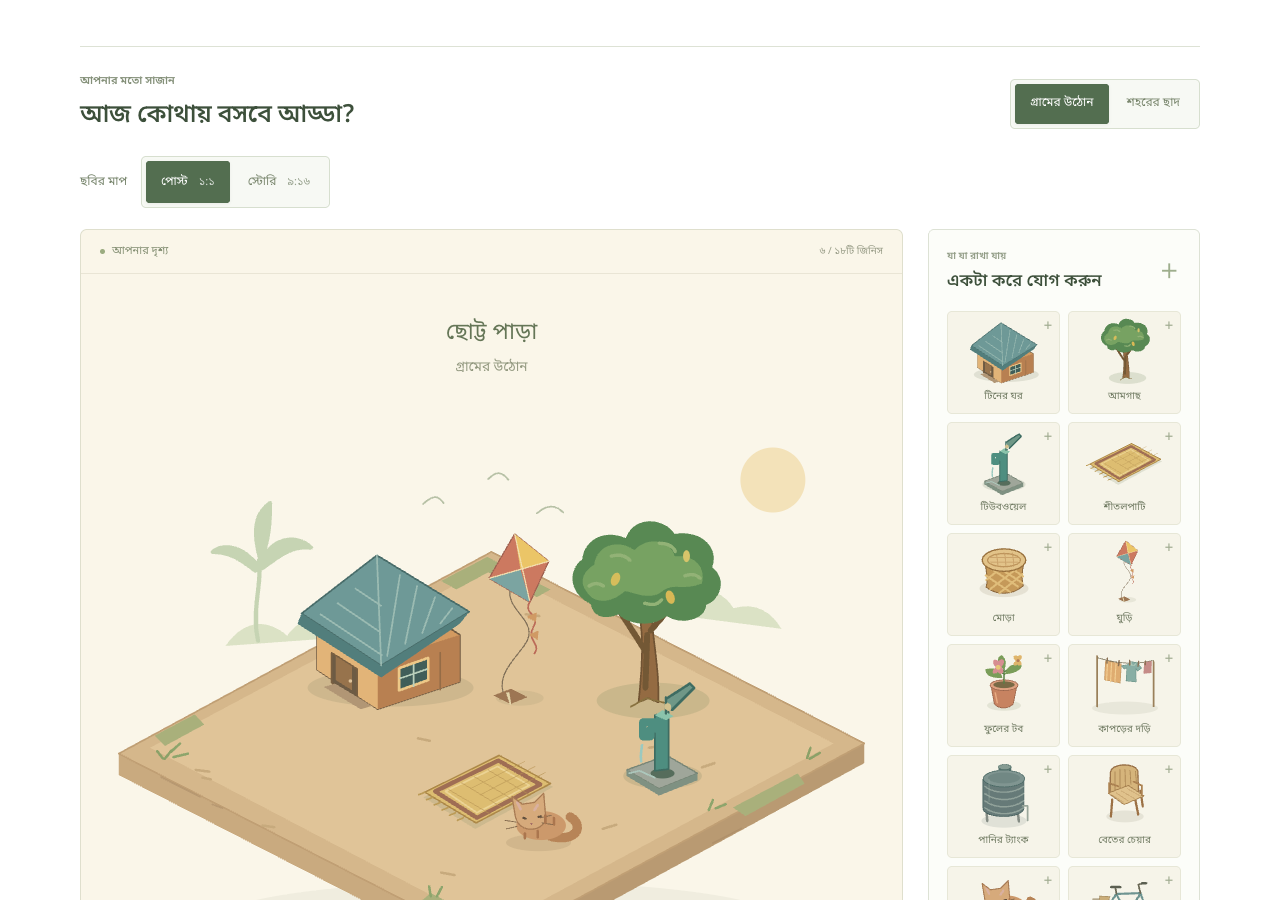 আপনার মতো সাজান
আজ কোথায় বসবে আড্ডা?
গ্রামের উঠোন
শহরের ছাদ
ছবির মাপ
পোস্ট ১:১
স্টোরি ৯:১৬
আপনার দৃশ্য
৬ / ১৮টি জিনিস
ছোট্ট পাড়া
গ্রামের উঠোন
যা যা রাখা যায়
একটা করে যোগ করুন
টিনের ঘর
আমগাছ
টিউবওয়েল
শীতলপাটি
মোড়া
ঘুড়ি
ফুলের টব
কাপড়ের দড়ি
পানির ট্যাংক
বেতের চেয়ার